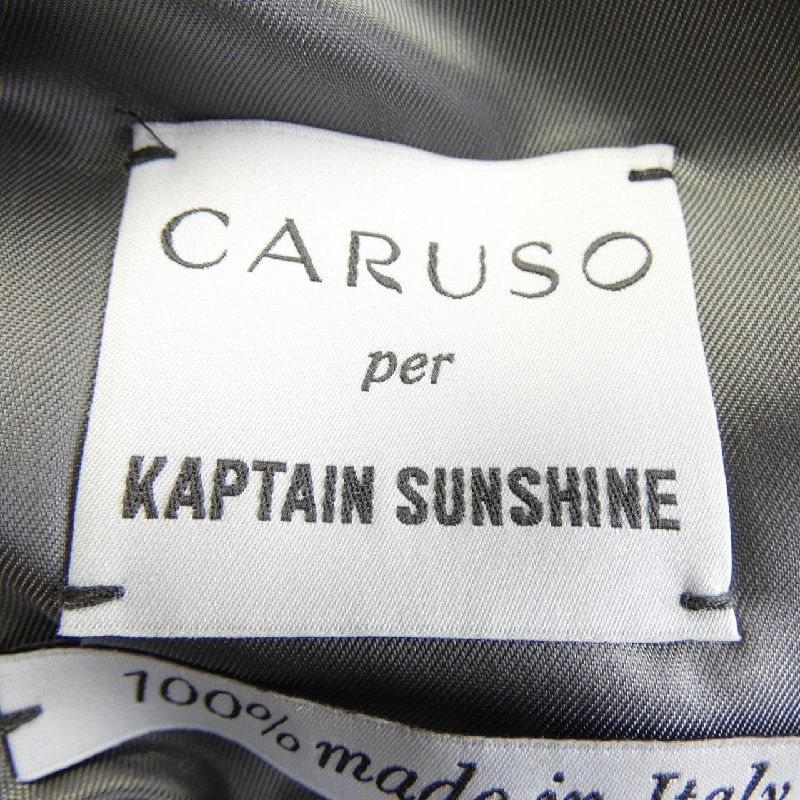 CARUSO
per
KAPTAIN SUNSHINE
100% made in Italy